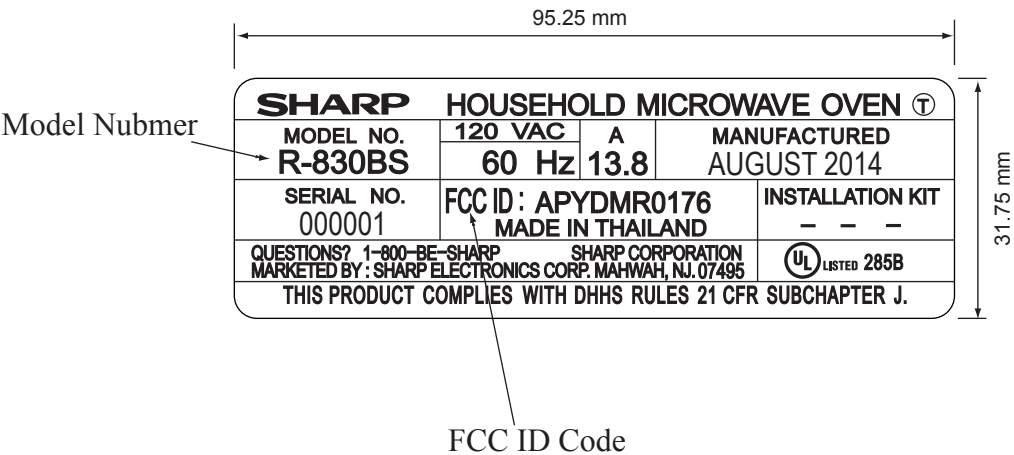 95.25 mm
SHARP HOUSEHOLD MICROWAVE OVEN T
Model Nubmer
MODEL NO.
R-830BS
120 VAC
60 Hz
A
13.8
MANUFACTURED
AUGUST 2014
31.75 mm
SERIAL NO.
000001
FCC ID : APYDMR0176
MADE IN THAILAND
INSTALLATION KIT
– – –
QUESTIONS? 1-800-BE-SHARP SHARP CORPORATION
MARKETED BY : SHARP ELECTRONICS CORP. MAHWAH, NJ. 07495
UL LISTED 285B
THIS PRODUCT COMPLIES WITH DHHS RULES 21 CFR SUBCHAPTER J.
FCC ID Code